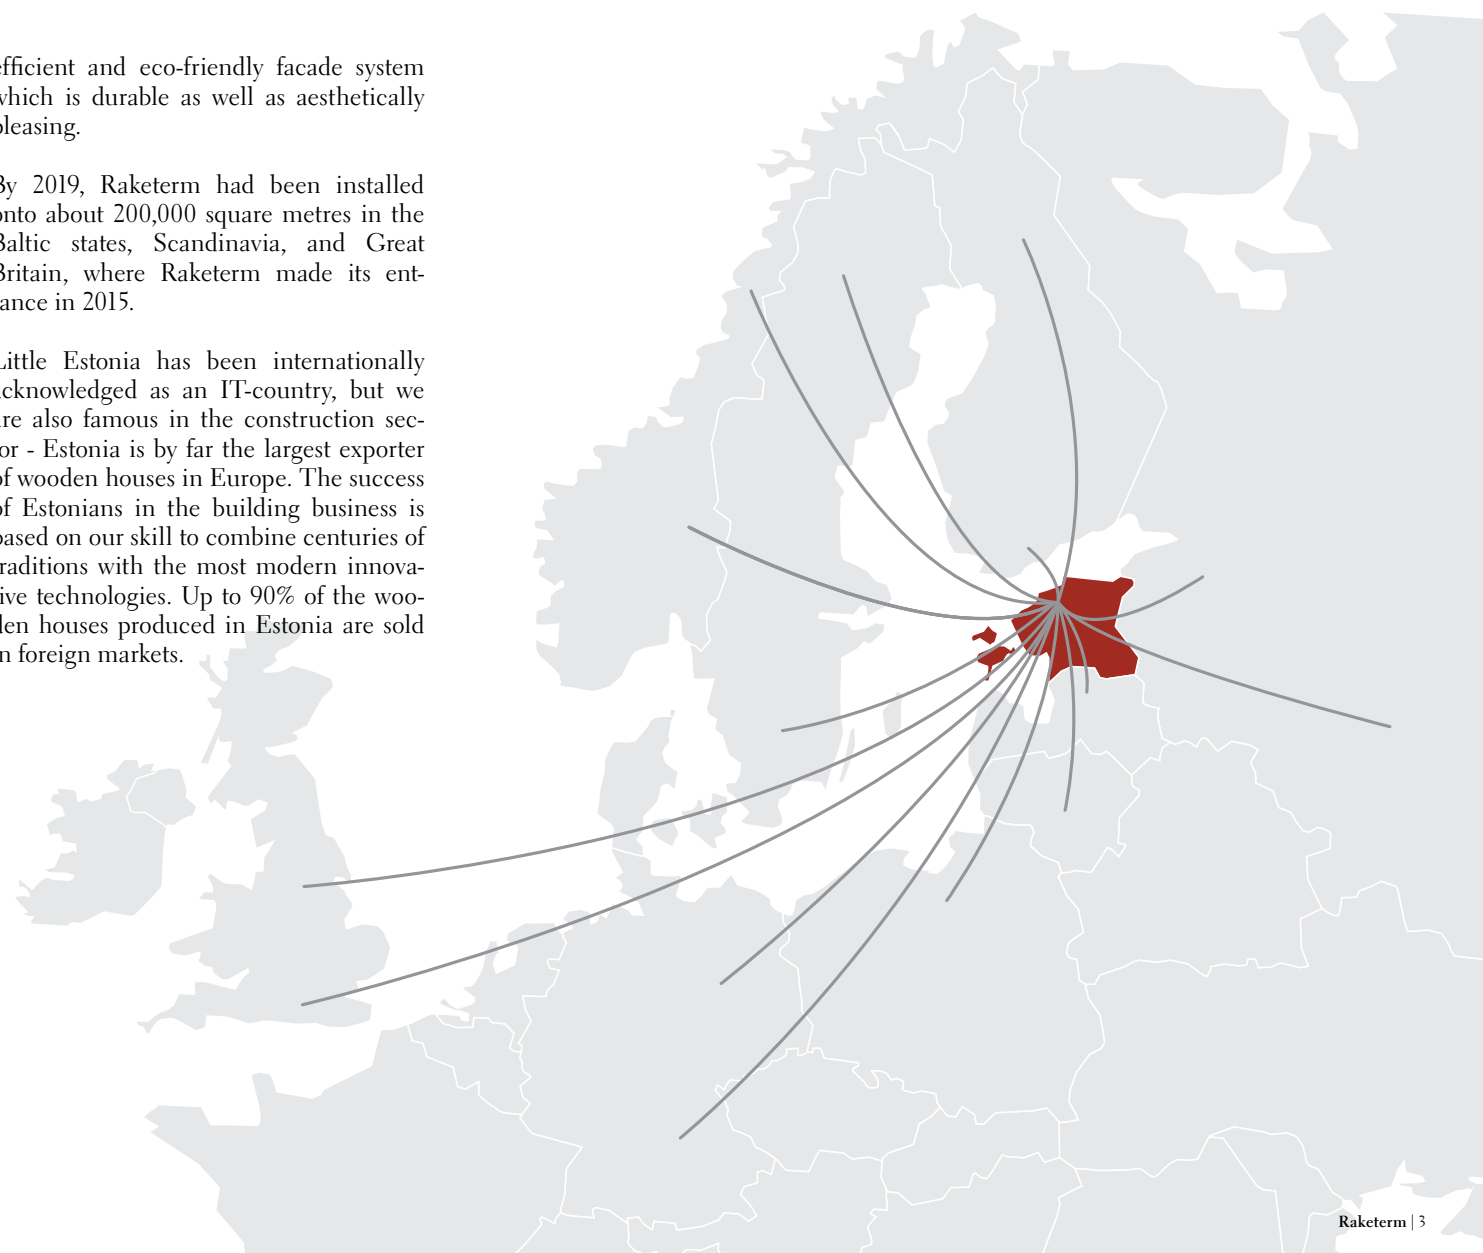 efficient and eco-friendly facade system
which is durable as well as aesthetically
pleasing.
By 2019, Raketerm had been installed
onto about 200,000 square metres in the
Baltic states, Scandinavia, and Great
Britain, where Raketerm made its ent-
rance in 2015.
Little Estonia has been internationally
acknowledged as an IT-country, but we
are also famous in the construction sec-
tor - Estonia is by far the largest exporter
of wooden houses in Europe. The success
of Estonians in the building business is
based on our skill to combine centuries of
traditions with the most modern innova-
tive technologies. Up to 90% of the woo-
den houses produced in Estonia are sold
in foreign markets.
Raketerm | 3